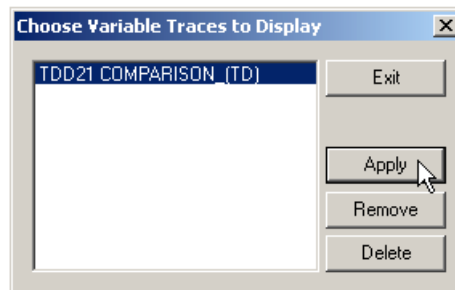 Choose Variable Traces to Display
TDD21 COMPARISON_(TD)
Exit
Apply
Remove
Delete